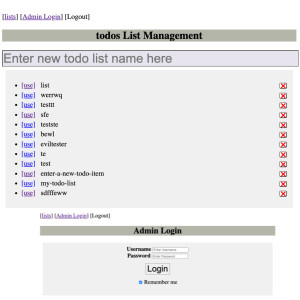 [lists] [Admin Login] [Logout]
todos List Management
Enter new todo list name here
[use] list
[use] werrwq
[use] testtt
[use] sfe
[use] testste
[use] bewl
[use] eviltester
[use] te
[use] test
[use] enter-a-new-todo-item
[use] my-todo-list
[use] sdfffeww
[lists] [Admin Login] [Logout]
Admin Login
Username Enter Username
Password Enter Password
Login
Remember me